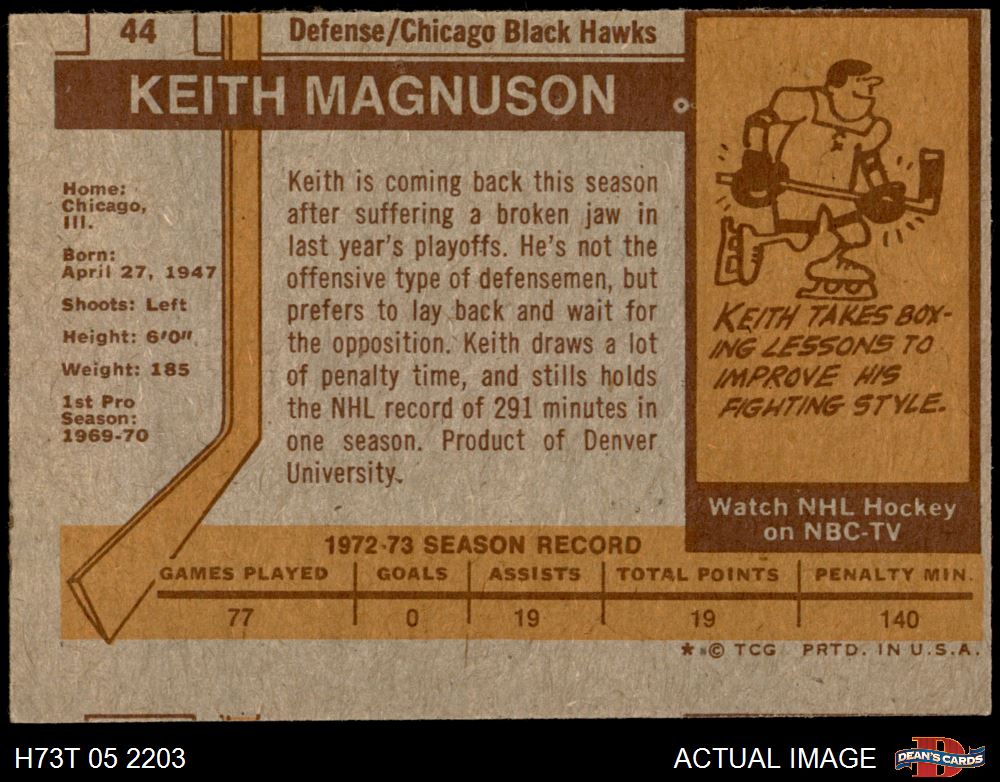 44
Defense/Chicago Black Hawks
KEITH MAGNUSON
Home:
Chicago,
Ill.
Born:
April 27, 1947
Shoots: Left
Height: 6'0"
Weight: 185
1st Pro
Season:
1969-70
Keith is coming back this season
after suffering a broken jaw in
last year's playoffs. He's not the
offensive type of defensemen, but
prefers to lay back and wait for
the opposition. Keith draws a lot
of penalty time, and stills holds
the NHL record of 291 minutes in
one season. Product of Denver
University.
KEITH TAKES BOX-
ING LESSONS TO
IMPROVE HIS
FIGHTING STYLE.
Watch NHL Hockey
on NBC-TV
1972-73 SEASON RECORD
GAMES PLAYED GOALS ASSISTS TOTAL POINTS PENALTY MIN.
77 0 19 19 140
* © TCG PRTD. IN U.S.A.
H73T 05 2203
ACTUAL IMAGE
DEAN'S CARDS